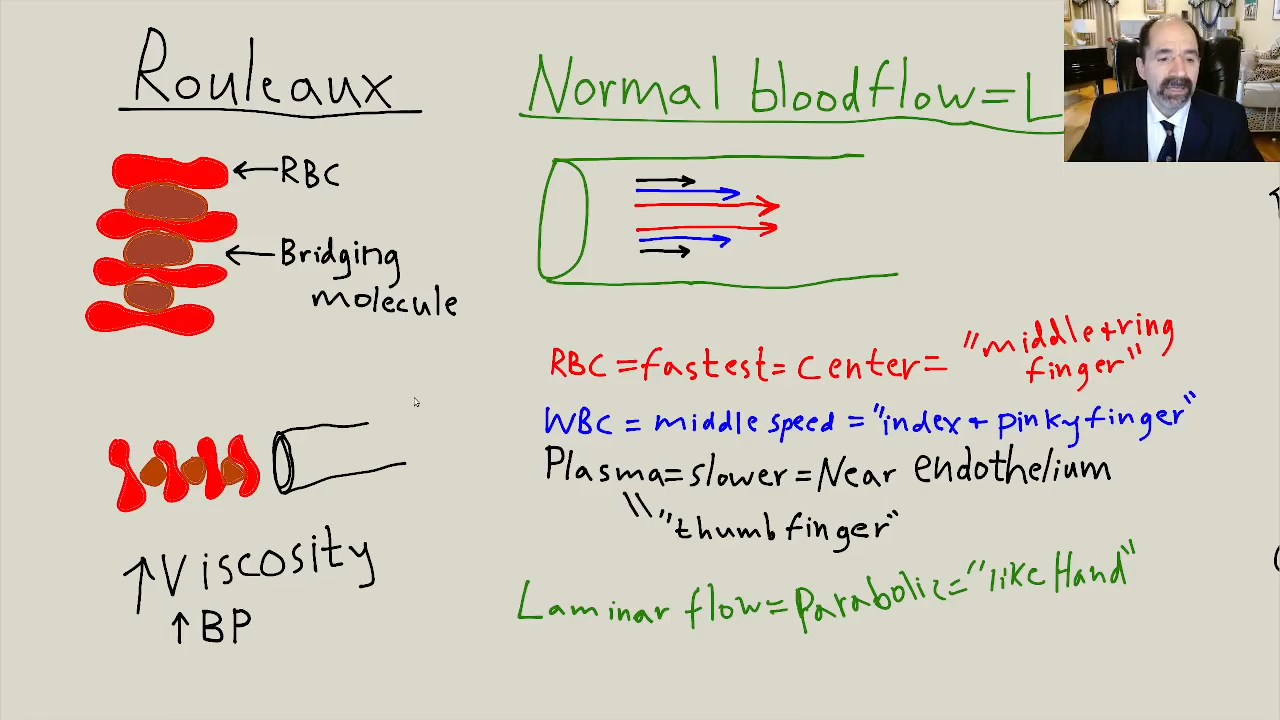 Rouleaux
RBC
Bridging
molecule
↑Viscosity
↑BP
Normal bloodflow=L
RBC=fastest=center="middle+ring
finger"
WBC = middle speed ="index + pinky finger"
Plasma=slower=Near endothelium
\\ "thumb finger"
Laminar flow=Parabolic="like Hand"